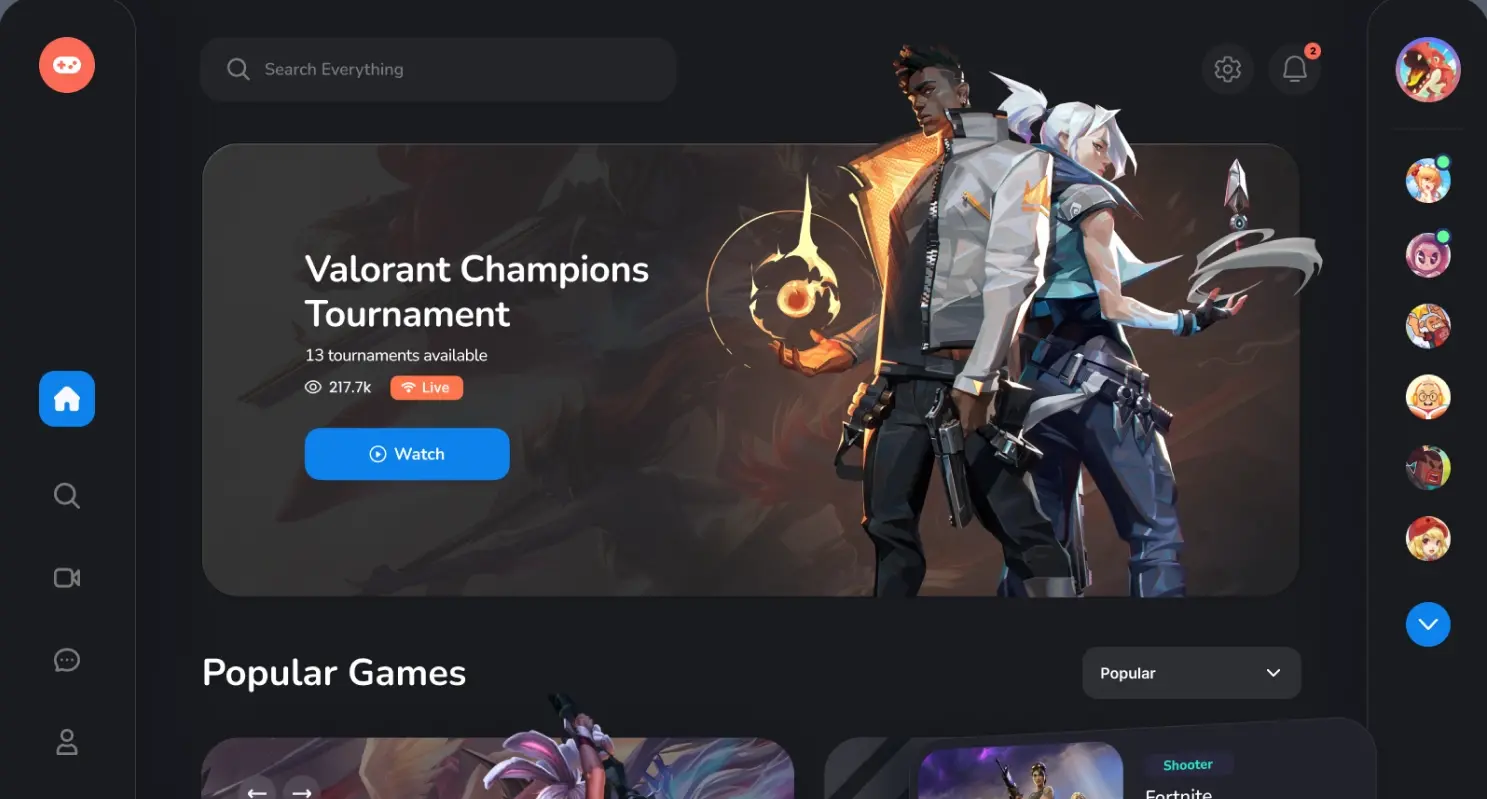 Search Everything
2
Valorant Champions
Tournament
13 tournaments available
217.7k
Live
Watch
Popular Games
Popular
Shooter
Fortnite